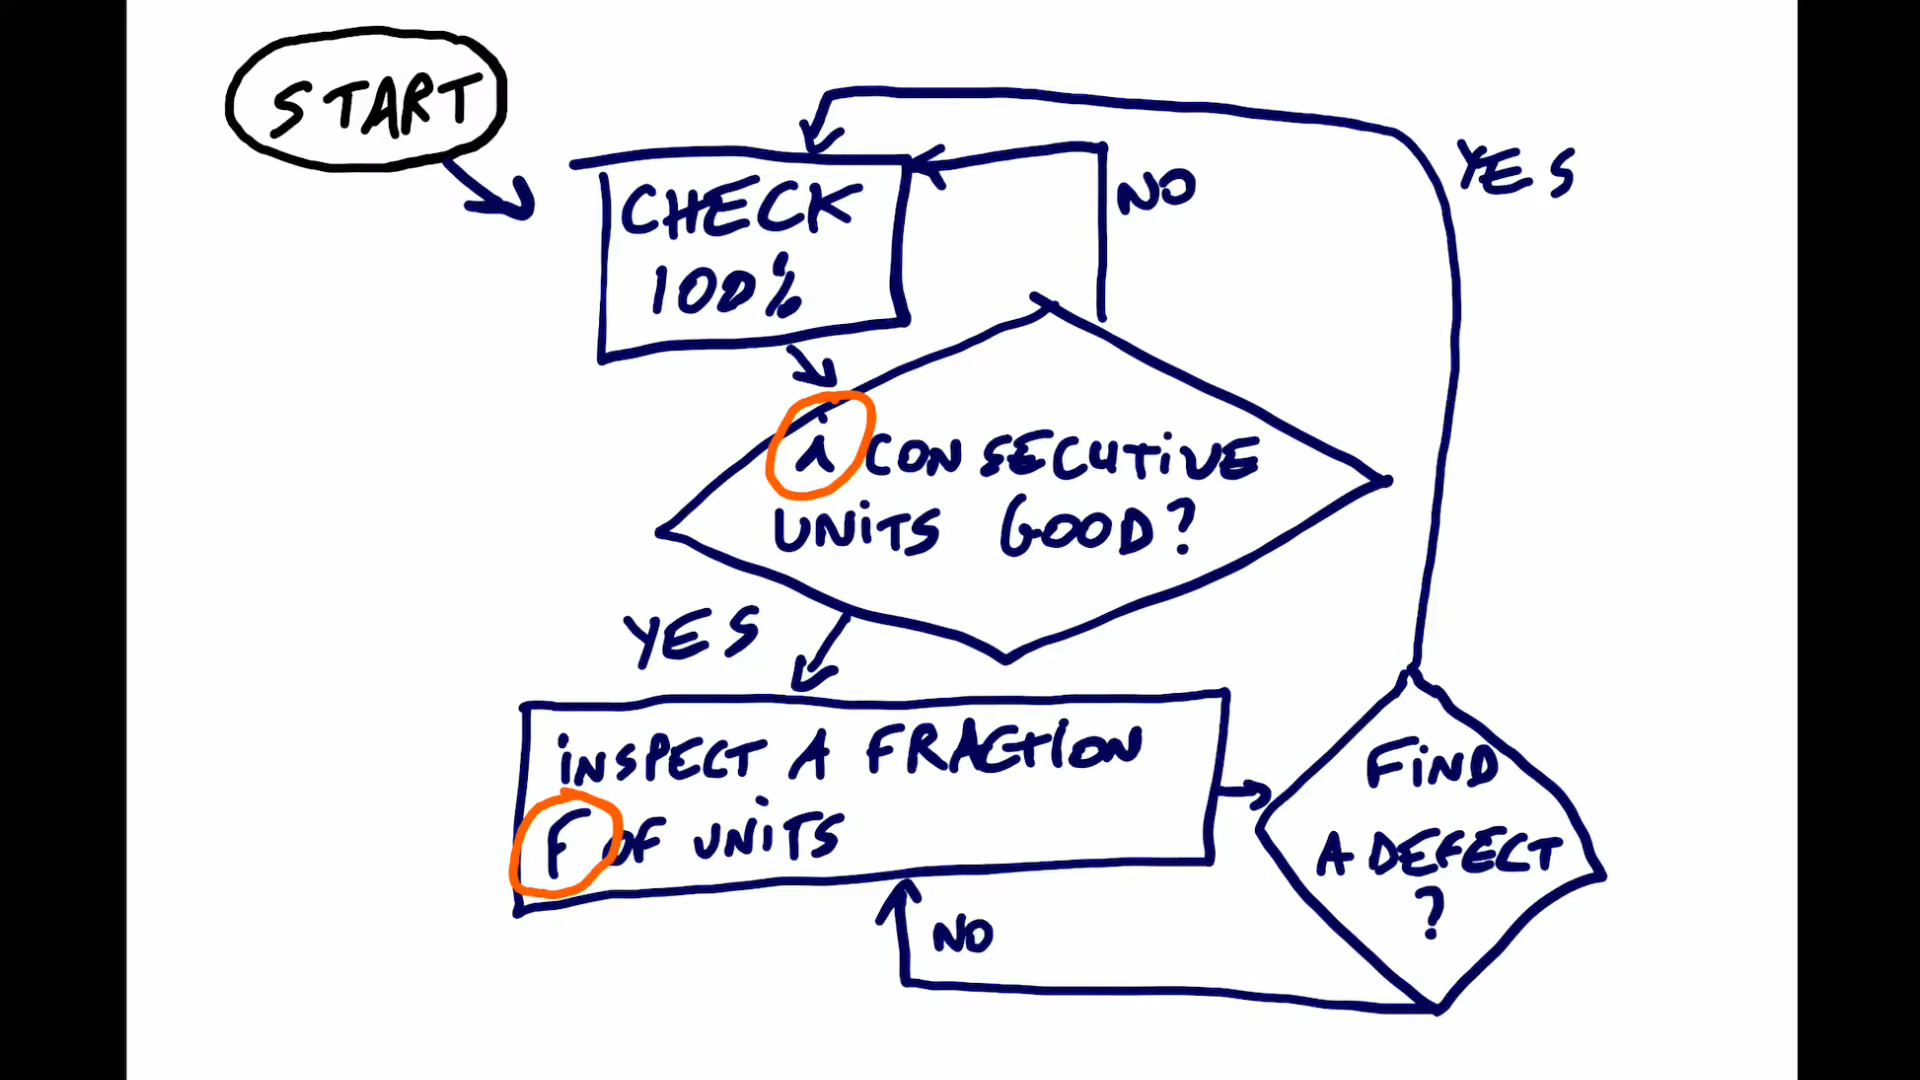 START
YES
NO
CHECK
100%
i CONSECUTIVE
UNITS GOOD?
YES
INSPECT A FRACTION
F OF UNITS
FIND
A DEFECT
?
NO